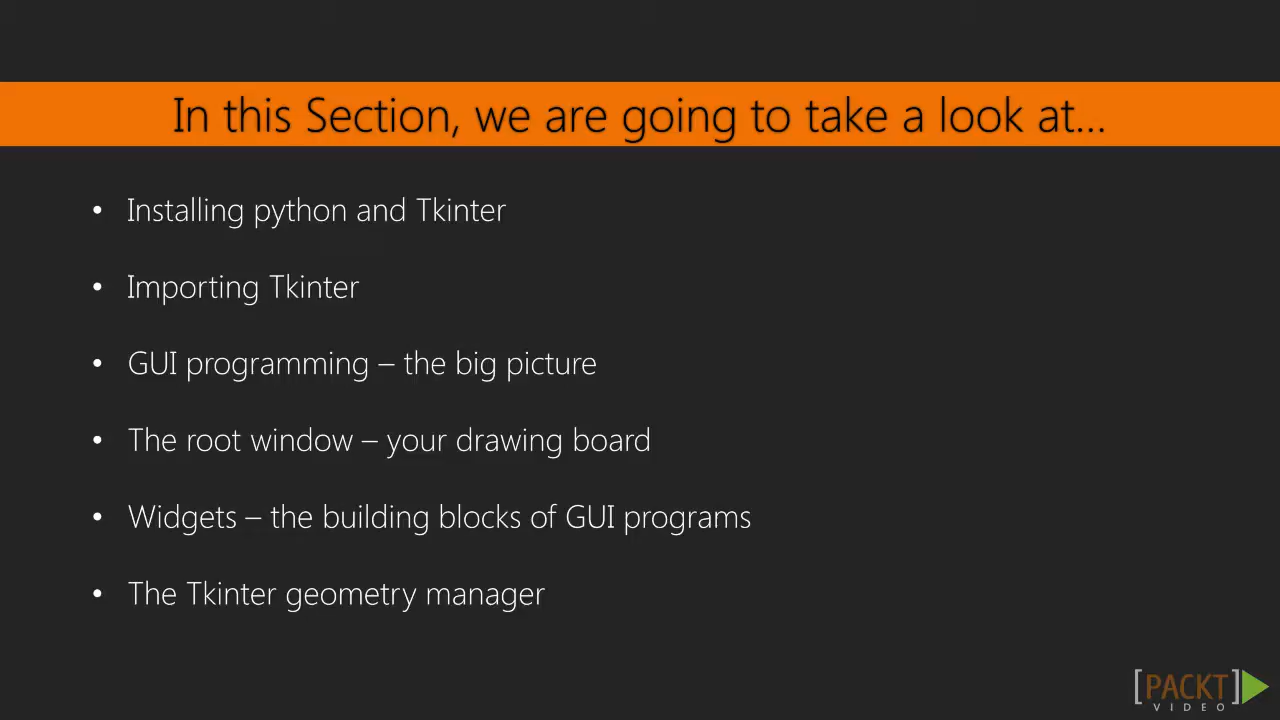 In this Section, we are going to take a look at...
• Installing python and Tkinter
• Importing Tkinter
• GUI programming – the big picture
• The root window – your drawing board
• Widgets – the building blocks of GUI programs
• The Tkinter geometry manager
[PACKT]
VIDEO